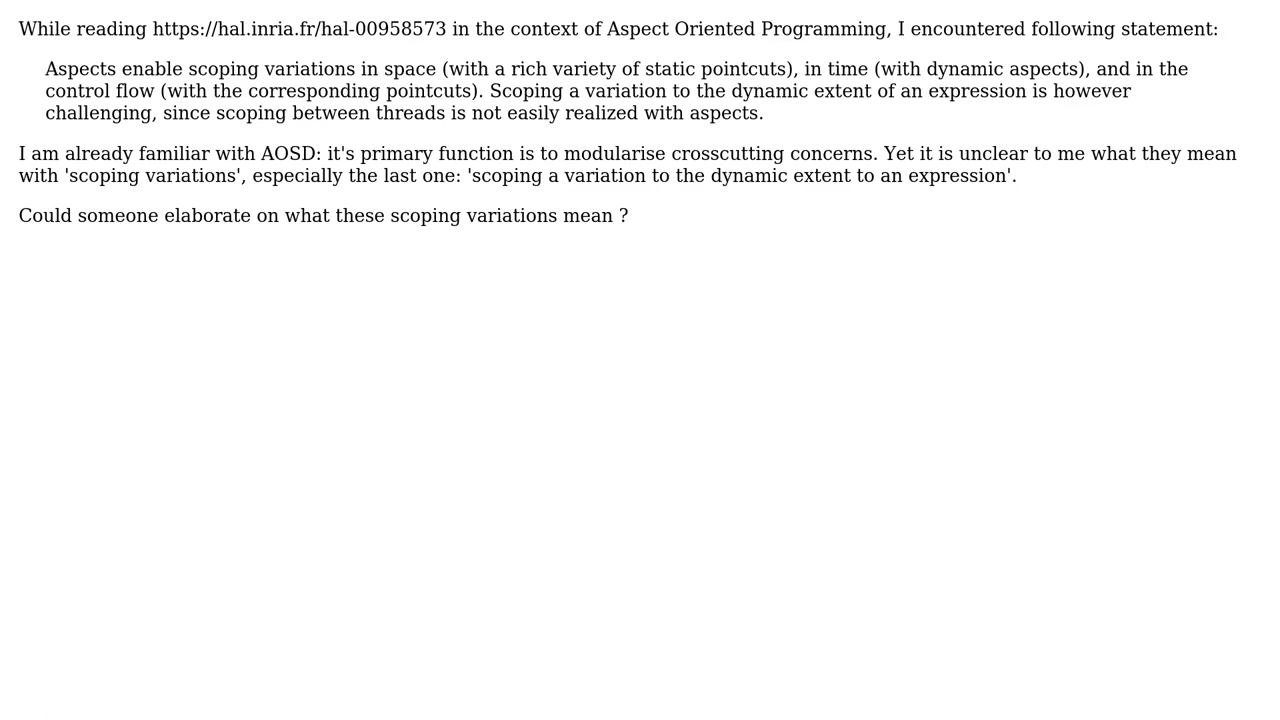 While reading https://hal.inria.fr/hal-00958573 in the context of Aspect Oriented Programming, I encountered following statement:
Aspects enable scoping variations in space (with a rich variety of static pointcuts), in time (with dynamic aspects), and in the
control flow (with the corresponding pointcuts). Scoping a variation to the dynamic extent of an expression is however
challenging, since scoping between threads is not easily realized with aspects.
I am already familiar with AOSD: it's primary function is to modularise crosscutting concerns. Yet it is unclear to me what they mean
with 'scoping variations', especially the last one: 'scoping a variation to the dynamic extent to an expression'.
Could someone elaborate on what these scoping variations mean ?